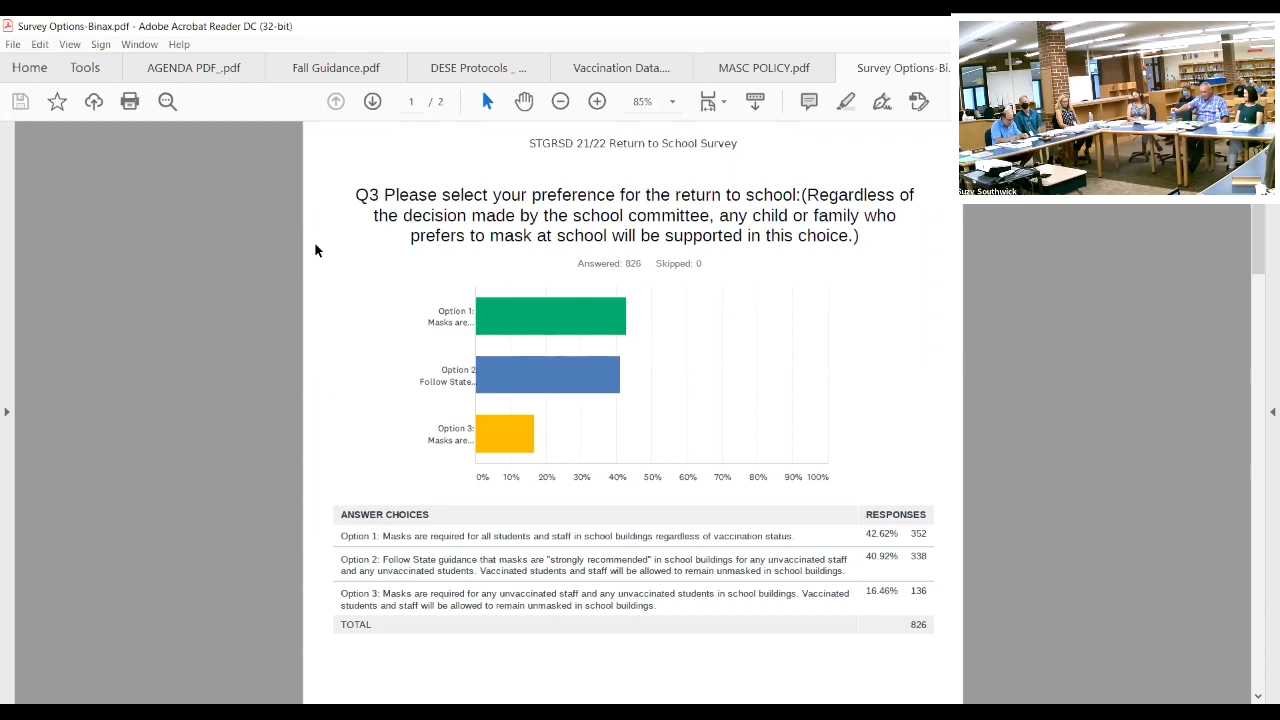 Survey Options-Binax.pdf - Adobe Acrobat Reader DC (32-bit)
File Edit View Sign Window Help
Home Tools AGENDA PDF_.pdf Fall Guidance DESE Protocols Vaccination Data.... MASC POLICY.pdf Survey Options-Bi...
1 / 2 85%
Suzy Southwick
STGRSD 21/22 Return to School Survey
Q3 Please select your preference for the return to school:(Regardless of
the decision made by the school committee, any child or family who
prefers to mask at school will be supported in this choice.)
Answered: 826 Skipped: 0
Option 1:
Masks are...
Option 2
Follow State...
Option 3:
Masks are...
0% 10% 20% 30% 40% 50% 60% 70% 80% 90% 100%
ANSWER CHOICES RESPONSES
Option 1: Masks are required for all students and staff in school buildings regardless of vaccination status. 42.62% 352
Option 2: Follow State guidance that masks are "strongly recommended" in school buildings for any unvaccinated staff 40.92% 338
and any unvaccinated students. Vaccinated students and staff will be allowed to remain unmasked in school buildings.
Option 3: Masks are required for any unvaccinated staff and any unvaccinated students in school buildings. Vaccinated 16.46% 136
students and staff will be allowed to remain unmasked in school buildings.
TOTAL 826